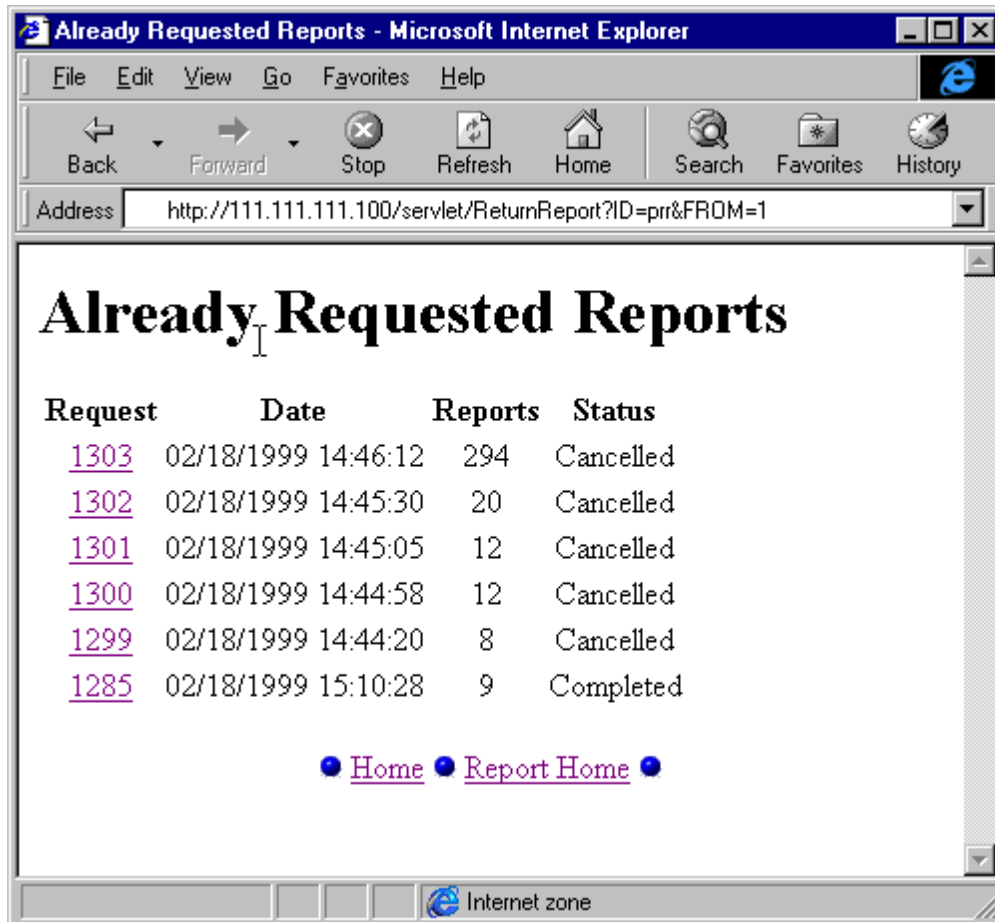 Already Requested Reports - Microsoft Internet Explorer
File Edit View Go Favorites Help
Back Forward Stop Refresh Home Search Favorites History
Address http://111.111.111.100/servlet/ReturnReport?ID=prr&FROM=1
Already Requested Reports
Request Date Reports Status
1303 02/18/1999 14:46:12 294 Cancelled
1302 02/18/1999 14:45:30 20 Cancelled
1301 02/18/1999 14:45:05 12 Cancelled
1300 02/18/1999 14:44:58 12 Cancelled
1299 02/18/1999 14:44:20 8 Cancelled
1285 02/18/1999 15:10:28 9 Completed
Home Report Home
Internet zone